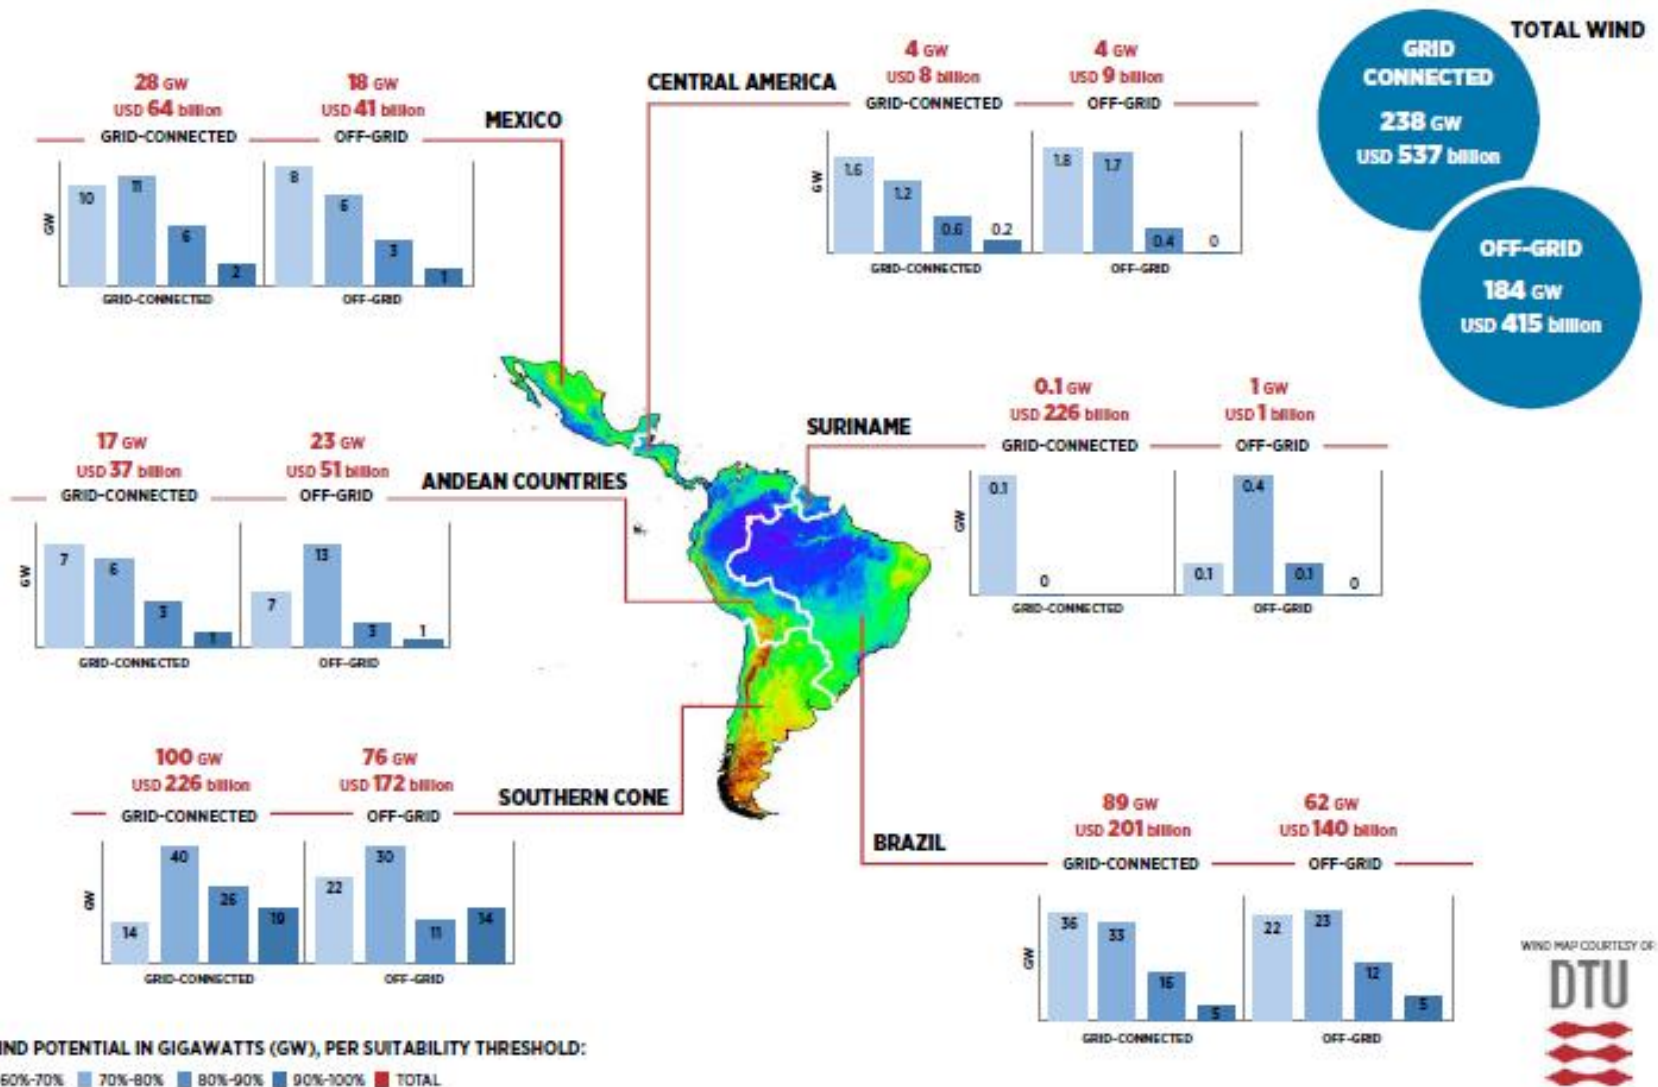 TOTAL WIND
GRID
CONNECTED
238 GW
USD 537 billion
OFF-GRID
184 GW
USD 415 billion
28 GW
USD 64 billion
GRID-CONNECTED
18 GW
USD 41 billion
OFF-GRID
MEXICO
GW
10
11
6
2
8
6
3
1
GRID-CONNECTED
OFF-GRID
CENTRAL AMERICA
4 GW
USD 8 billion
GRID-CONNECTED
4 GW
USD 9 billion
OFF-GRID
GW
1.6
1.2
0.6
0.2
1.8
1.7
0.4
0
GRID-CONNECTED
OFF-GRID
SURINAME
0.1 GW
USD 226 billion
GRID-CONNECTED
1 GW
USD 1 billion
OFF-GRID
GW
0.1
0
0.1
0.4
0.1
0
GRID-CONNECTED
OFF-GRID
17 GW
USD 37 billion
GRID-CONNECTED
23 GW
USD 51 billion
OFF-GRID
ANDEAN COUNTRIES
GW
7
6
3
1
7
13
3
1
GRID-CONNECTED
OFF-GRID
100 GW
USD 226 billion
GRID-CONNECTED
76 GW
USD 172 billion
OFF-GRID
SOUTHERN CONE
GW
14
40
26
19
22
30
11
14
GRID-CONNECTED
OFF-GRID
BRAZIL
89 GW
USD 201 billion
GRID-CONNECTED
62 GW
USD 140 billion
OFF-GRID
GW
36
33
16
5
22
23
12
5
GRID-CONNECTED
OFF-GRID
WIND MAP COURTESY OF
DTU
IND POTENTIAL IN GIGAWATTS (GW), PER SUITABILITY THRESHOLD:
60%-70% 70%-80% 80%-90% 90%-100% TOTAL